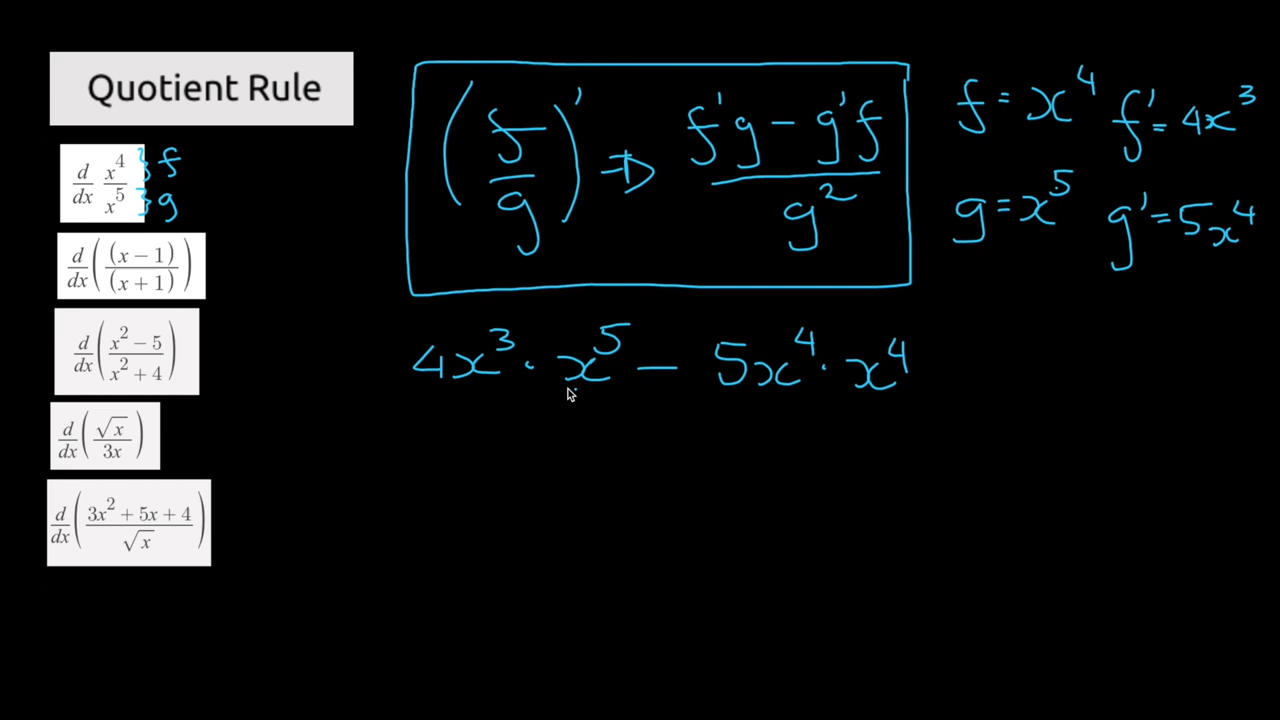 Quotient Rule
d/dx x^4/x^5 } f } g
d/dx ((x − 1)/(x + 1))
d/dx ((x^2 − 5)/(x^2 + 4))
d/dx (√x/3x)
d/dx ((3x^2 + 5x + 4)/√x)
(f/g)' ⇒ (f'g − g'f)/g^2
f = x^4 f' = 4x^3
g = x^5 g' = 5x^4
4x^3 · x^5 − 5x^4 · x^4